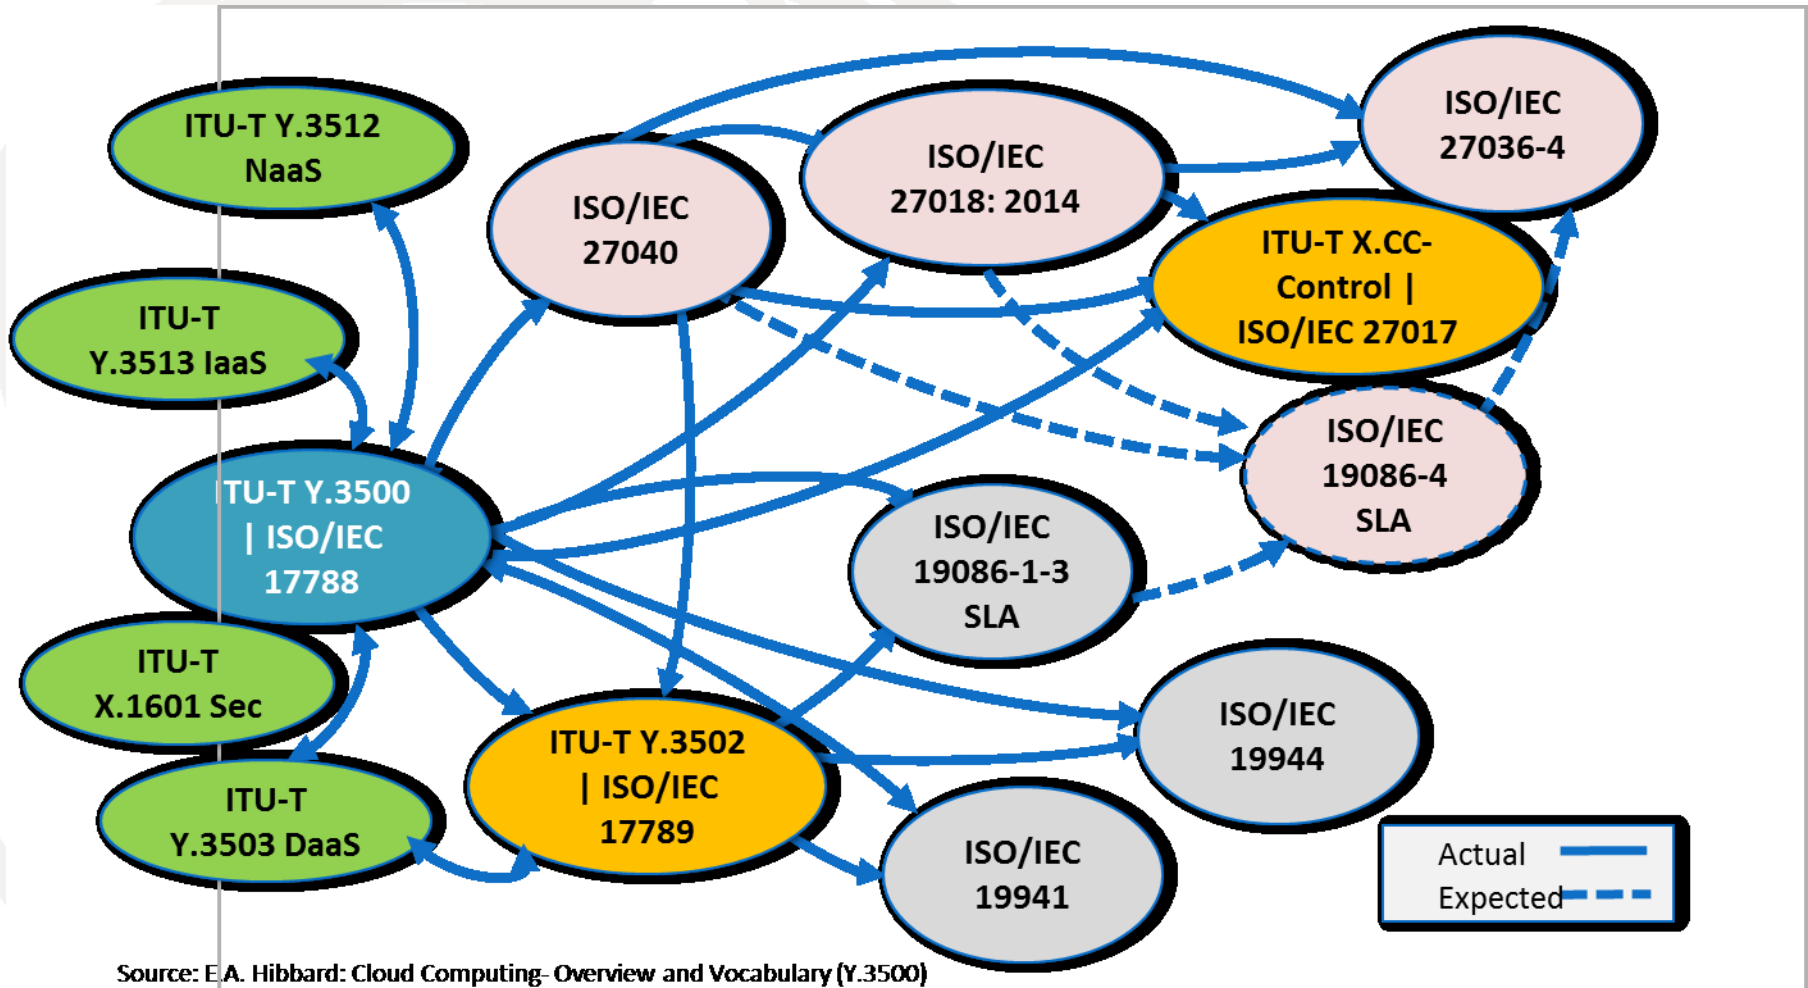 ITU-T Y.3512
NaaS
ITU-T
Y.3513 IaaS
ITU-T Y.3500
| ISO/IEC
17788
ITU-T
X.1601 Sec
ITU-T
Y.3503 DaaS
ISO/IEC
27040
ISO/IEC
27018: 2014
ISO/IEC
27036-4
ITU-T X.CC-
Control |
ISO/IEC 27017
ISO/IEC
19086-4
SLA
ISO/IEC
19086-1-3
SLA
ITU-T Y.3502
| ISO/IEC
17789
ISO/IEC
19944
ISO/IEC
19941
Actual
Expected
Source: E.A. Hibbard: Cloud Computing- Overview and Vocabulary (Y.3500)